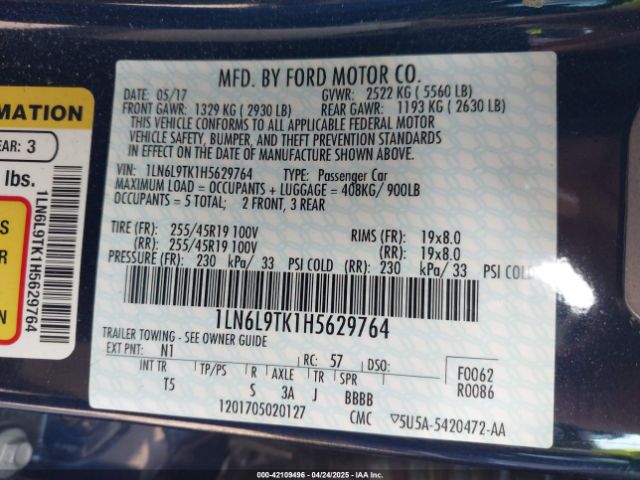 MFD. BY FORD MOTOR CO.
DATE: 05/17 GVWR: 2522 KG ( 5560 LB)
FRONT GAWR: 1329 KG ( 2930 LB) REAR GAWR: 1193 KG ( 2630 LB)
THIS VEHICLE CONFORMS TO ALL APPLICABLE FEDERAL MOTOR
VEHICLE SAFETY, BUMPER, AND THEFT PREVENTION STANDARDS
IN EFFECT ON THE DATE OF MANUFACTURE SHOWN ABOVE.
VIN: 1LN6L9TK1H5629764 TYPE: Passenger Car
MAXIMUM LOAD = OCCUPANTS + LUGGAGE = 408KG/ 900LB
OCCUPANTS = 5 TOTAL; 2 FRONT, 3 REAR
TIRE (FR): 255/45R19 100V RIMS (FR): 19x8.0
(RR): 255/45R19 100V (RR): 19x8.0
PRESSURE (FR): 230 kPa/ 33 PSI COLD (RR): 230 kPa/ 33 PSI COLD
1LN6L9TK1H5629764
TRAILER TOWING - SEE OWNER GUIDE
EXT PNT: N1 RC: 57 DSO:
INT TR TP/PS R AXLE TR SPR
T5 S 3A J BBBB
F0062
R0086
1201705020127 CMC 5U5A-5420472-AA
RMATION
EAR: 3
lbs.
1LN6L9TK1H5629764
000-42109496 - 04/24/2025 - IAAI.COM